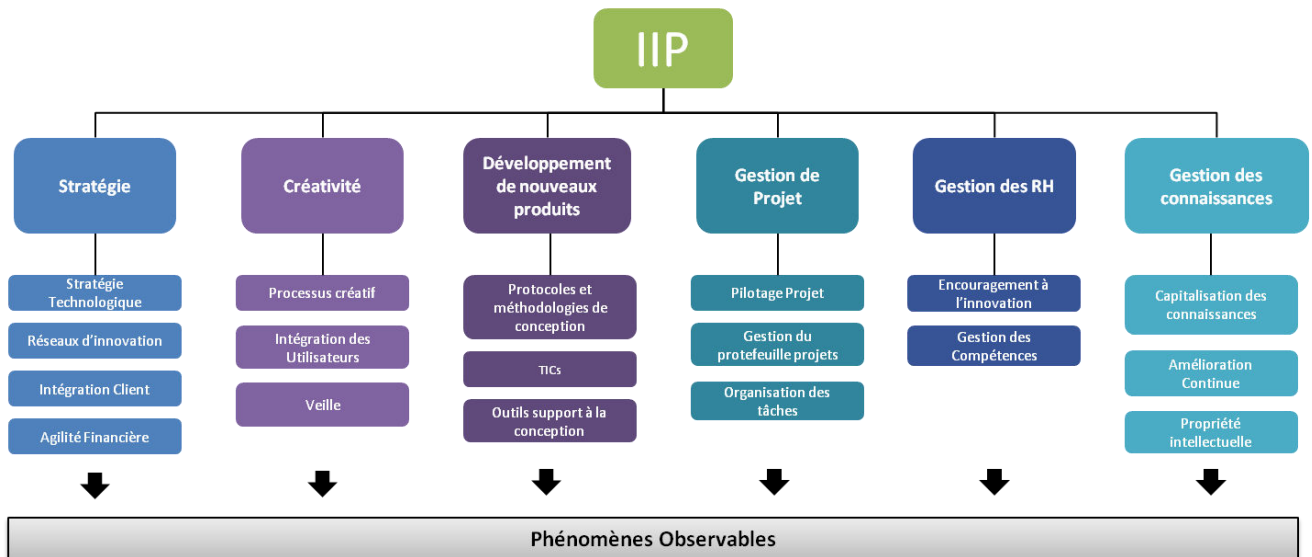 IIP
Stratégie
Créativité
Développement
de nouveaux
produits
Gestion de
Projet
Gestion des RH
Gestion des
connaissances
Stratégie
Technologique
Réseaux d'innovation
Intégration Client
Agilité Financière
Processus créatif
Intégration des
Utilisateurs
Veille
Protocoles et
méthodologies de
conception
TICs
Outils support à la
conception
Pilotage Projet
Gestion du
protefeuille projets
Organisation des
tâches
Encouragement à
l'innovation
Gestion des
Compétences
Capitalisation des
connaissances
Amélioration
Continue
Propriété
intellectuelle
Phénomènes Observables